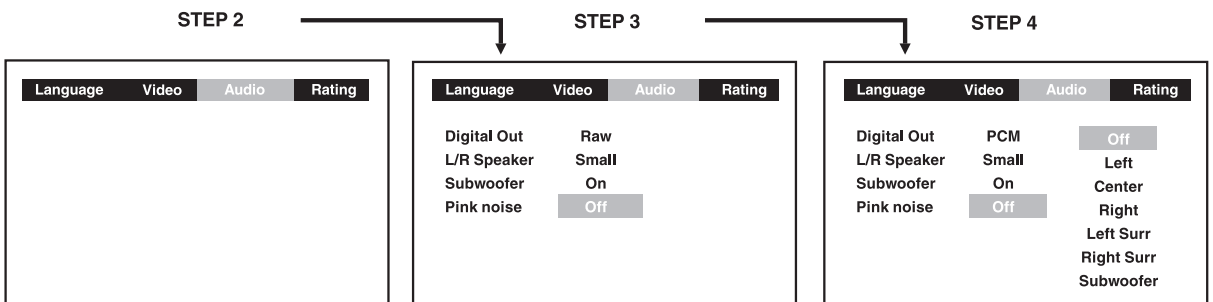 STEP 2
STEP 3
STEP 4
Language Video Audio Rating
Language Video Audio Rating
Digital Out Raw
L/R Speaker Small
Subwoofer On
Pink noise Off
Language Video Audio Rating
Digital Out PCM
L/R Speaker Small
Subwoofer On
Pink noise Off
Off
Left
Center
Right
Left Surr
Right Surr
Subwoofer